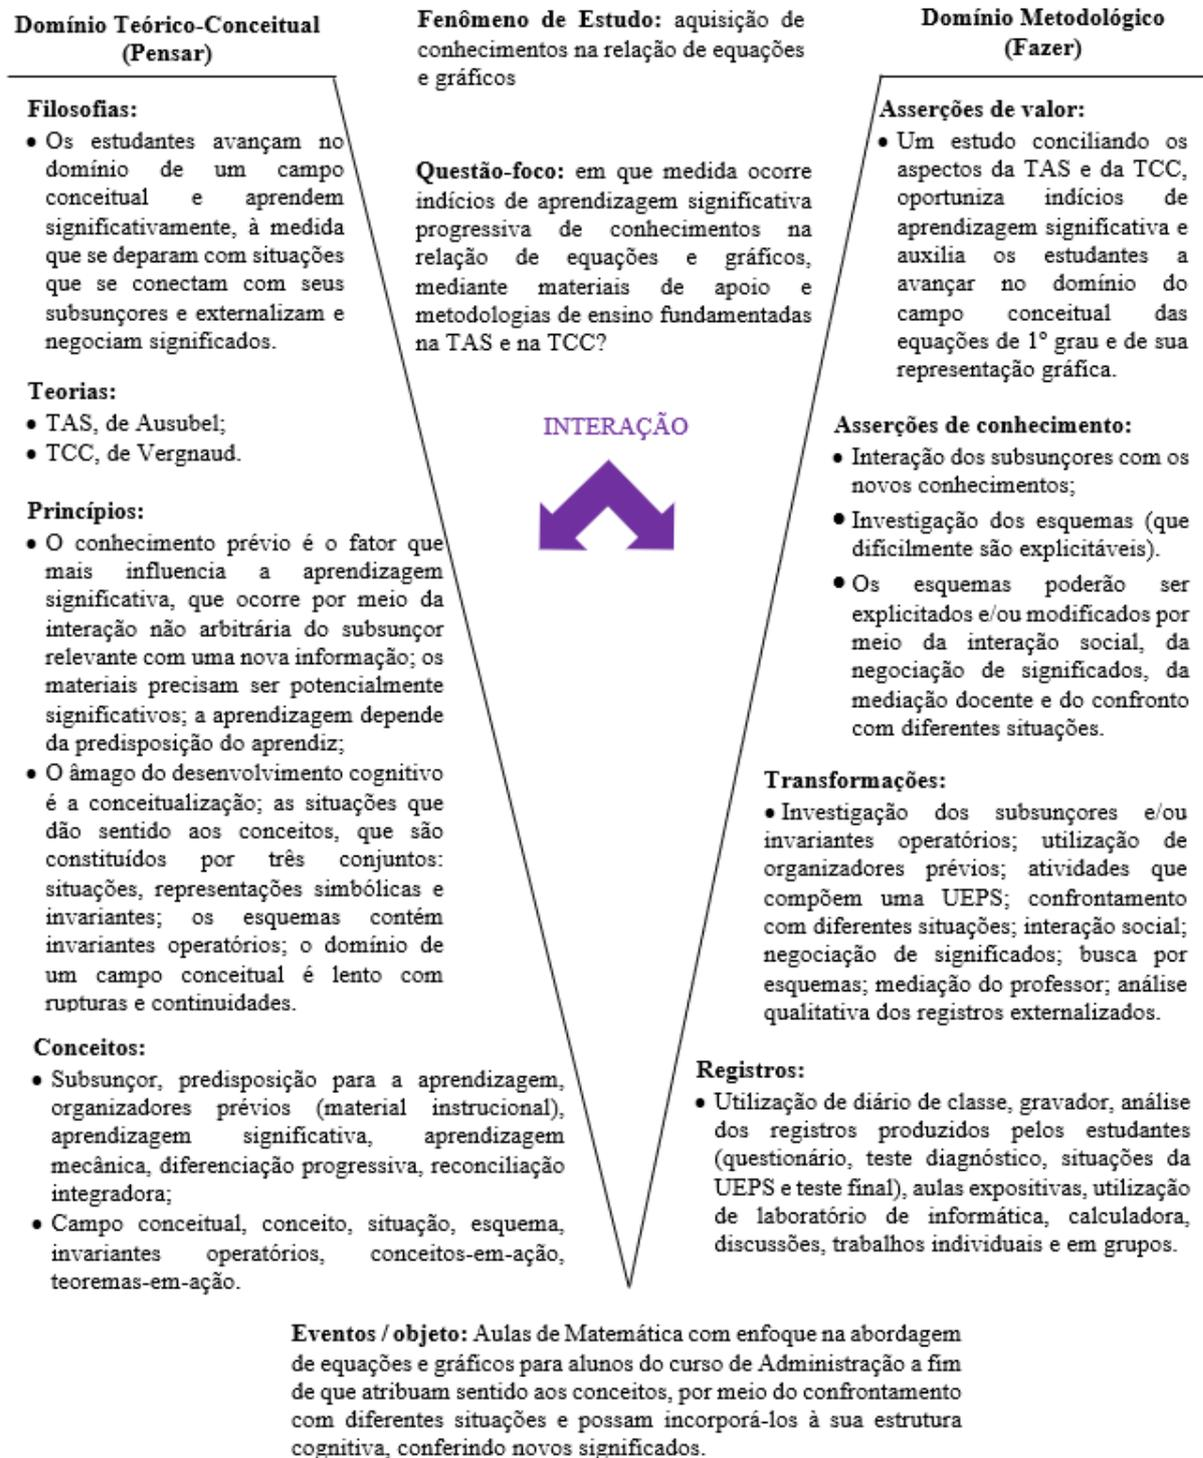 Domínio Teórico-Conceitual
(Pensar)
Filosofias:
• Os estudantes avançam no
domínio de um campo
conceitual e aprendem
significativamente, à medida
que se deparam com situações
que se conectam com seus
subsunçores e externalizam e
negociam significados.
Teorias:
• TAS, de Ausubel;
• TCC, de Vergnaud.
Princípios:
• O conhecimento prévio é o fator que
mais influencia a aprendizagem
significativa, que ocorre por meio da
interação não arbitrária do subsunçor
relevante com uma nova informação; os
materiais precisam ser potencialmente
significativos; a aprendizagem depende
da predisposição do aprendiz;
• O âmago do desenvolvimento cognitivo
é a conceitualização; as situações que
dão sentido aos conceitos, que são
constituídos por três conjuntos:
situações, representações simbólicas e
invariantes; os esquemas contém
invariantes operatórios; o domínio de
um campo conceitual é lento com
rupturas e continuidades.
Conceitos:
• Subsunçor, predisposição para a aprendizagem,
organizadores prévios (material instrucional),
aprendizagem significativa, aprendizagem
mecânica, diferenciação progressiva, reconciliação
integradora;
• Campo conceitual, conceito, situação, esquema,
invariantes operatórios, conceitos-em-ação,
teoremas-em-ação.
Fenômeno de Estudo: aquisição de
conhecimentos na relação de equações
e gráficos
Questão-foco: em que medida ocorre
indícios de aprendizagem significativa
progressiva de conhecimentos na
relação de equações e gráficos,
mediante materiais de apoio e
metodologias de ensino fundamentadas
na TAS e na TCC?
INTERAÇÃO
Domínio Metodológico
(Fazer)
Asserções de valor:
• Um estudo conciliando os
aspectos da TAS e da TCC,
oportuniza indícios de
aprendizagem significativa e
auxilia os estudantes a
avançar no domínio do
campo conceitual das
equações de 1º grau e de sua
representação gráfica.
Asserções de conhecimento:
• Interação dos subsunçores com os
novos conhecimentos;
• Investigação dos esquemas (que
dificilmente são explicitáveis).
• Os esquemas poderão ser
explicitados e/ou modificados por
meio da interação social, da
negociação de significados, da
mediação docente e do confronto
com diferentes situações.
Transformações:
• Investigação dos subsunçores e/ou
invariantes operatórios; utilização de
organizadores prévios; atividades que
compõem uma UEPS; confrontamento
com diferentes situações; interação social;
negociação de significados; busca por
esquemas; mediação do professor; análise
qualitativa dos registros externalizados.
Registros:
• Utilização de diário de classe, gravador, análise
dos registros produzidos pelos estudantes
(questionário, teste diagnóstico, situações da
UEPS e teste final), aulas expositivas, utilização
de laboratório de informática, calculadora,
discussões, trabalhos individuais e em grupos.
Eventos / objeto: Aulas de Matemática com enfoque na abordagem
de equações e gráficos para alunos do curso de Administração a fim
de que atribuam sentido aos conceitos, por meio do confrontamento
com diferentes situações e possam incorporá-los à sua estrutura
cognitiva, conferindo novos significados.